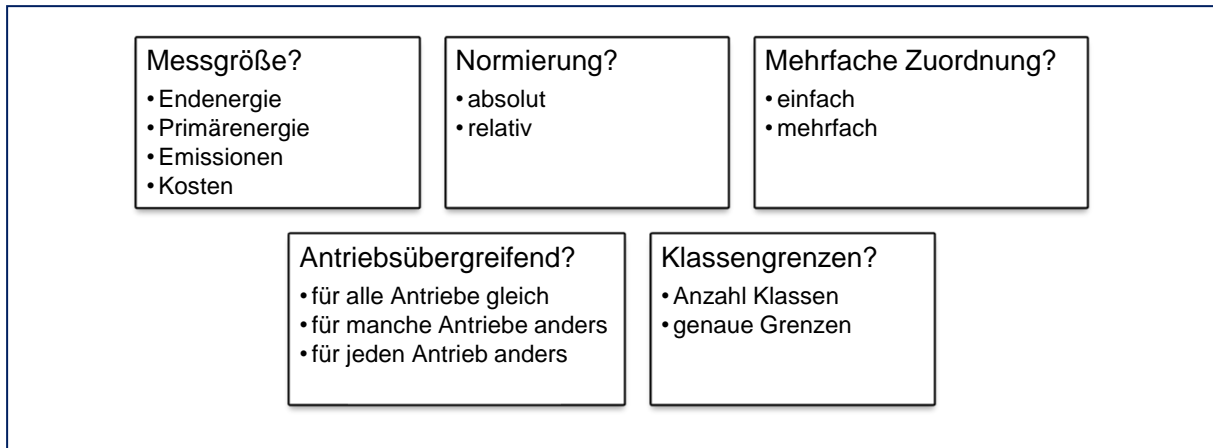 Messgröße?
• Endenergie
• Primärenergie
• Emissionen
• Kosten
Normierung?
• absolut
• relativ
Mehrfache Zuordnung?
• einfach
• mehrfach
Antriebsübergreifend?
• für alle Antriebe gleich
• für manche Antriebe anders
• für jeden Antrieb anders
Klassengrenzen?
• Anzahl Klassen
• genaue Grenzen